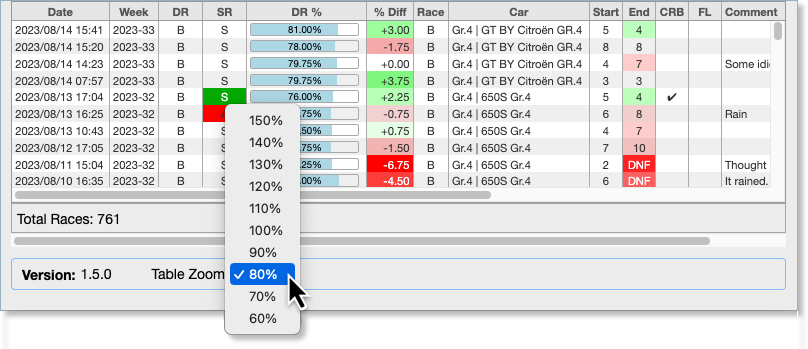 Date Week DR SR DR % % Diff Race Car Start End CRB FL Comment
2023/08/14 15:41 2023-33 B S 81.00% +3.00 B Gr.4 | GT BY Citroën GR.4 5 4
2023/08/14 15:20 2023-33 B S 78.00% -1.75 B Gr.4 | GT BY Citroën GR.4 8 8
2023/08/14 14:23 2023-33 B S 79.75% +0.00 B Gr.4 | GT BY Citroën GR.4 4 7 Some idi
2023/08/14 07:57 2023-33 B S 79.75% +3.75 B Gr.4 | GT BY Citroën GR.4 3 3
2023/08/13 17:04 2023-32 B S 76.00% +2.25 B Gr.4 | 650S Gr.4 5 4 ✔
2023/08/13 16:25 2023-32 B .75% -0.75 B Gr.4 | 650S Gr.4 6 8 Rain
2023/08/13 10:43 2023-32 B S .50% +0.75 B Gr.4 | 650S Gr.4 4 7
2023/08/12 17:05 2023-32 B S .75% -1.50 B Gr.4 | 650S Gr.4 7 10
2023/08/11 15:04 2023-32 B S .25% -6.75 B Gr.4 | 650S Gr.4 2 DNF Thought
2023/08/10 16:35 2023-32 B S .00% -4.50 B Gr.4 | 650S Gr.4 6 DNF It rained.
Total Races: 761
Version: 1.5.0 Table Zoom
150%
140%
130%
120%
110%
100%
90%
✓ 80%
70%
60%